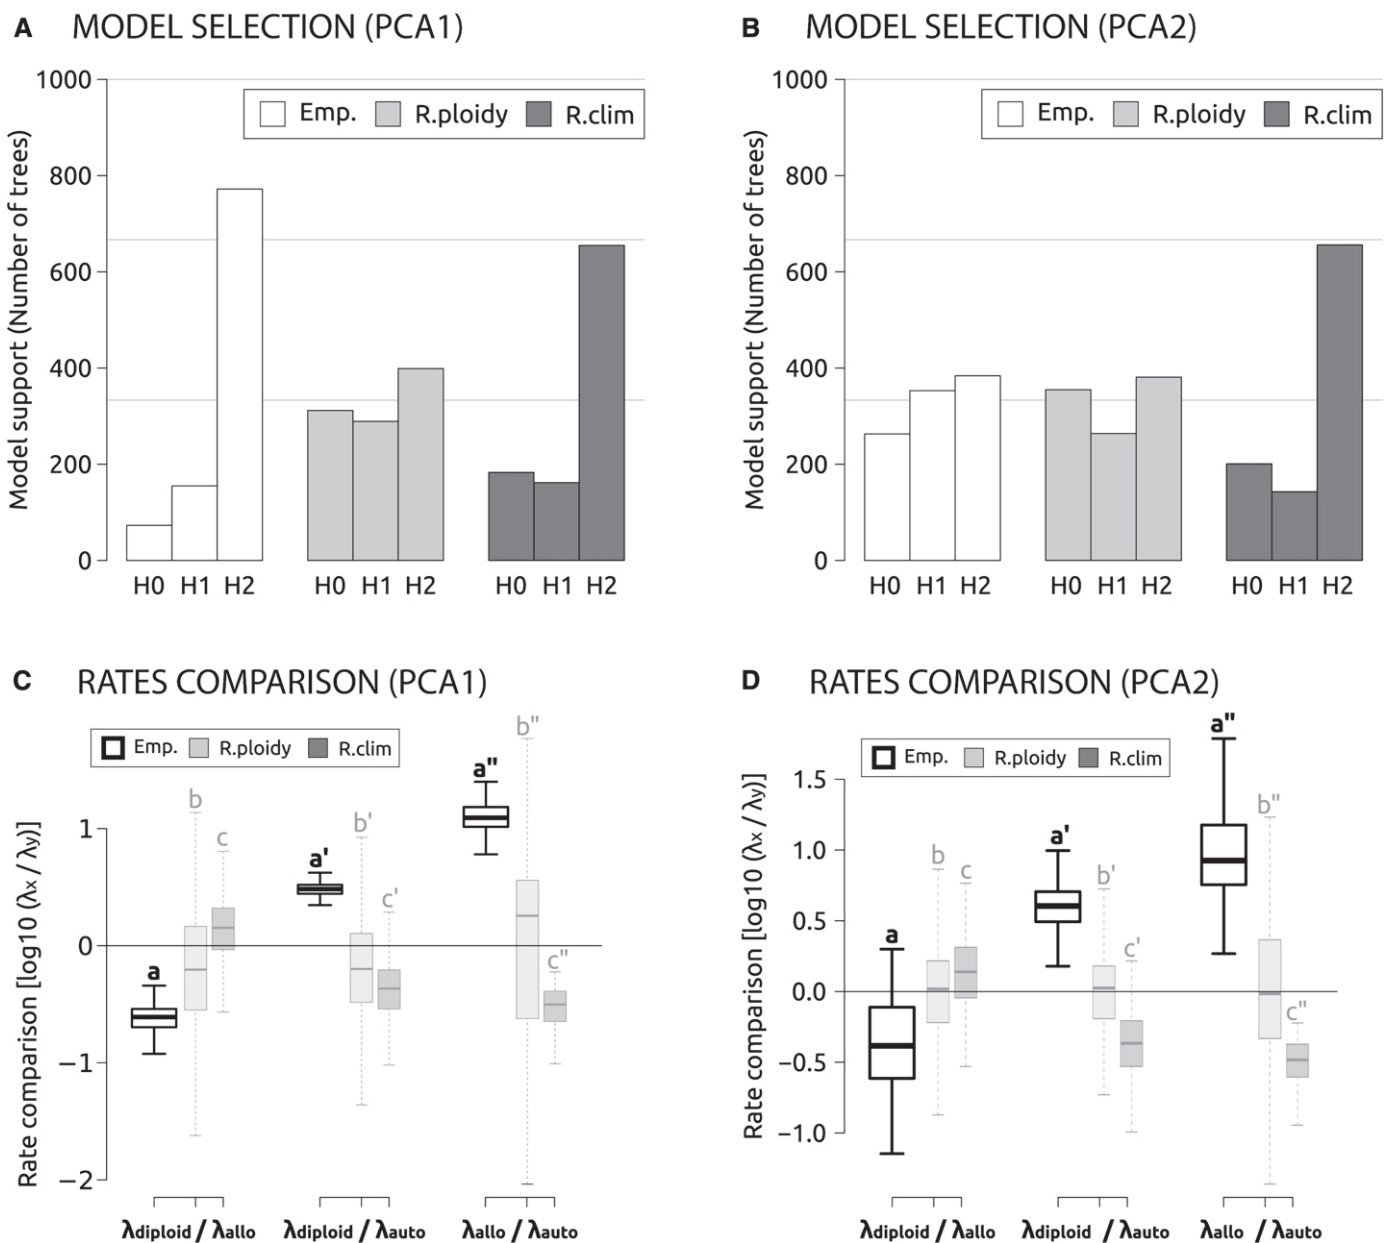 A MODEL SELECTION (PCA1)
Model support (Number of trees)
1000
800
600
400
200
0
Emp. R.ploidy R.clim
H0 H1 H2 H0 H1 H2 H0 H1 H2
B MODEL SELECTION (PCA2)
Model support (Number of trees)
1000
800
600
400
200
0
Emp. R.ploidy R.clim
H0 H1 H2 H0 H1 H2 H0 H1 H2
C RATES COMPARISON (PCA1)
Rate comparison [log10 (λx / λy)]
1
0
−1
−2
Emp. R.ploidy R.clim
a b c
a' b' c'
a" b" c"
λdiploid / λallo λdiploid / λauto λallo / λauto
D RATES COMPARISON (PCA2)
Rate comparison [log10 (λx / λy)]
1.5
1.0
0.5
0.0
−0.5
−1.0
Emp. R.ploidy R.clim
a b c
a' b' c'
a" b" c"
λdiploid / λallo λdiploid / λauto λallo / λauto